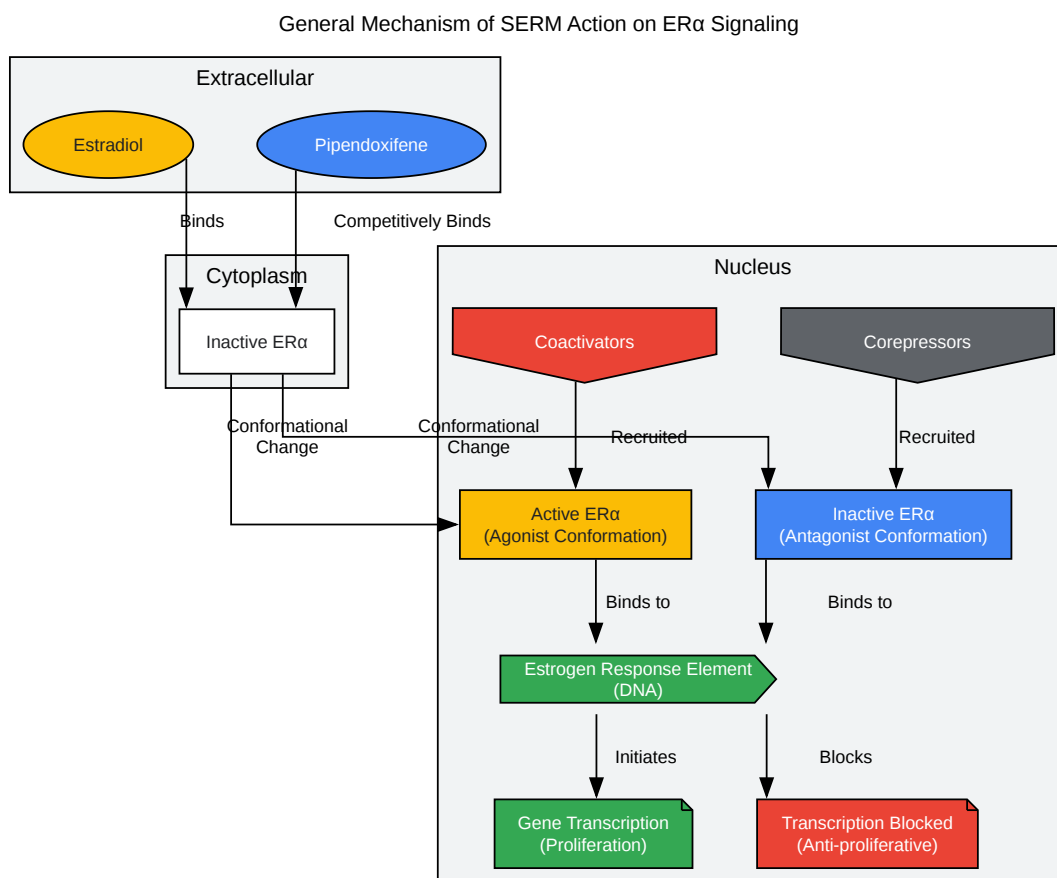 General Mechanism of SERM Action on ERα Signaling
Extracellular
Estradiol
Pipendoxifene
Binds
Competitively Binds
Cytoplasm
Inactive ERα
Nucleus
Coactivators
Corepressors
Conformational
Change
Conformational
Change
Recruited
Recruited
Active ERα
(Agonist Conformation)
Inactive ERα
(Antagonist Conformation)
Binds to
Binds to
Estrogen Response Element
(DNA)
Initiates
Blocks
Gene Transcription
(Proliferation)
Transcription Blocked
(Anti-proliferative)